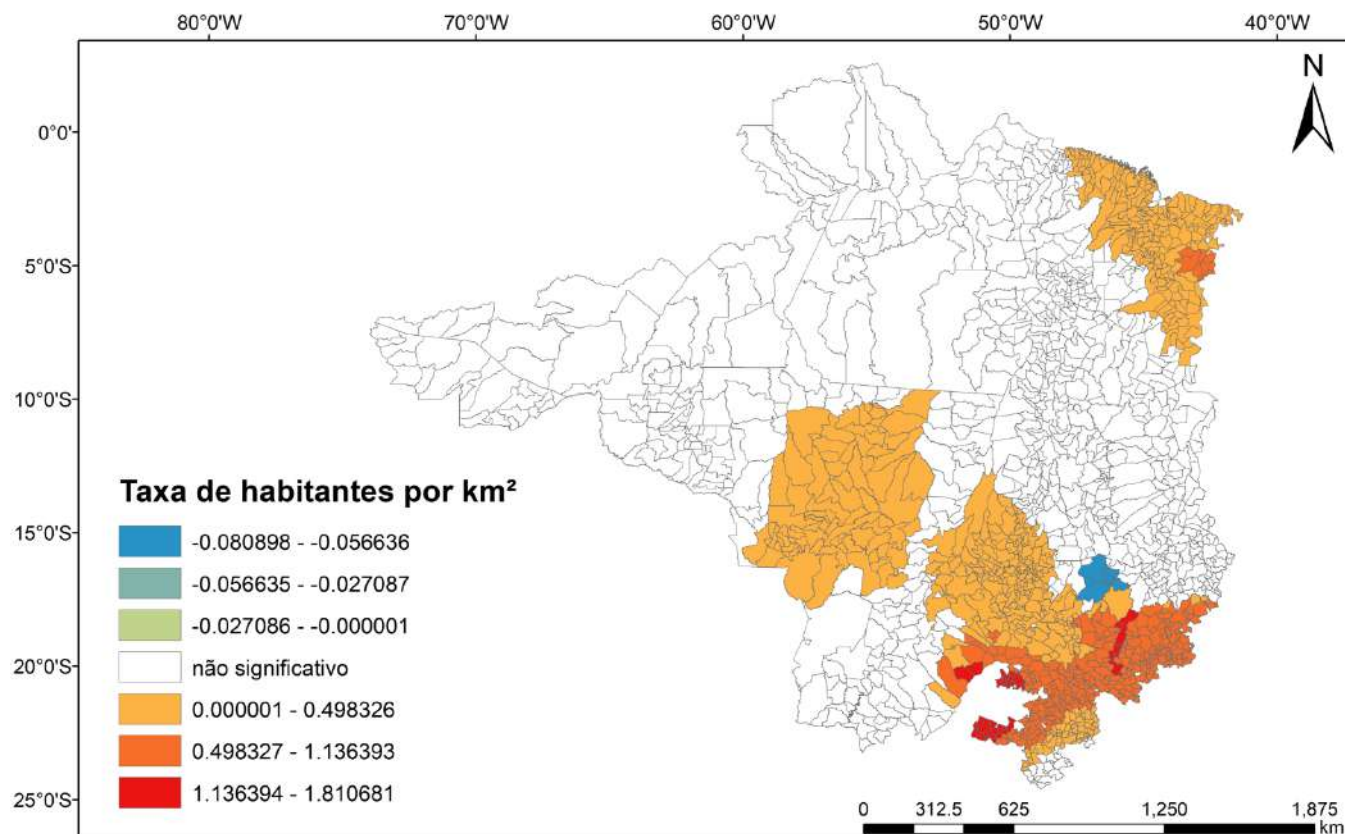 80°0'W 70°0'W 60°0'W 50°0'W 40°0'W
N
0°0'
5°0'S
10°0'S
15°0'S
20°0'S
25°0'S
Taxa de habitantes por km²
-0.080898 - -0.056636
-0.056635 - -0.027087
-0.027086 - -0.000001
não significativo
0.000001 - 0.498326
0.498327 - 1.136393
1.136394 - 1.810681
0 312.5 625 1,250 1,875
km